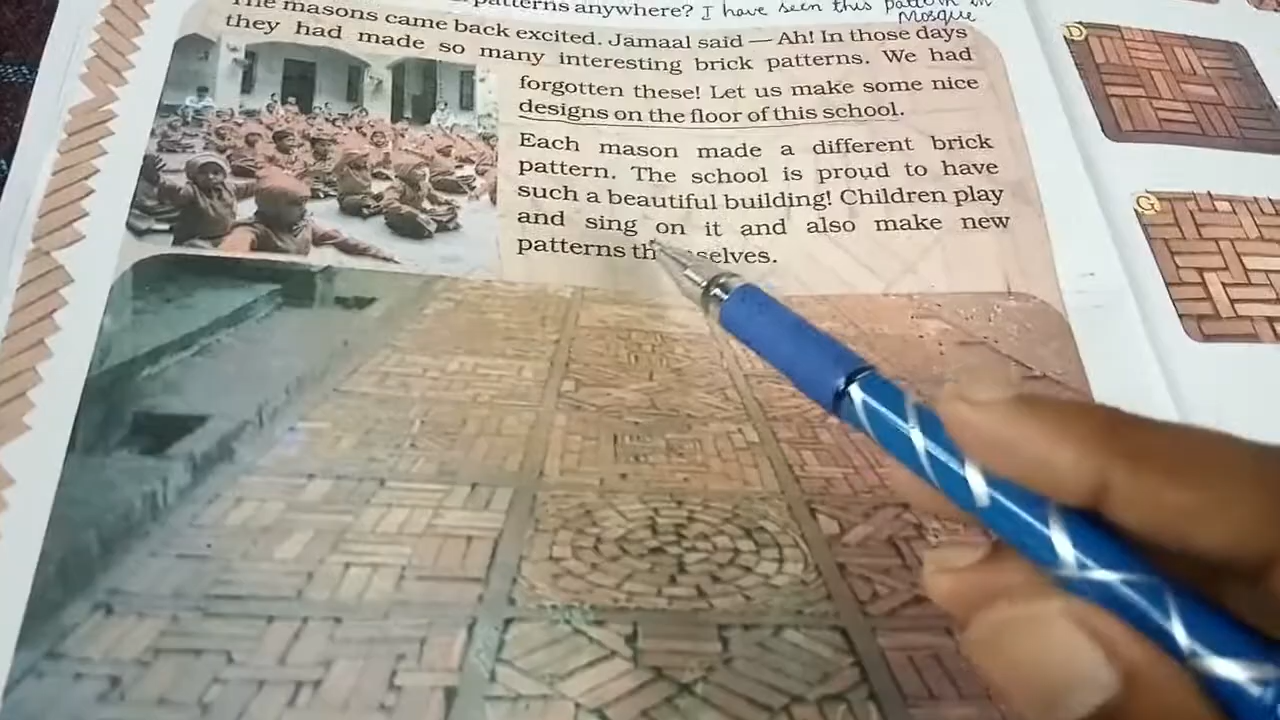 patterns anywhere? I have seen this pattern in
Mosque
The masons came back excited. Jamaal said — Ah! In those days
they had made so many interesting brick patterns. We had
forgotten these! Let us make some nice
designs on the floor of this school.
Each mason made a different brick
pattern. The school is proud to have
such a beautiful building! Children play
and sing on it and also make new
patterns th selves.
D
G